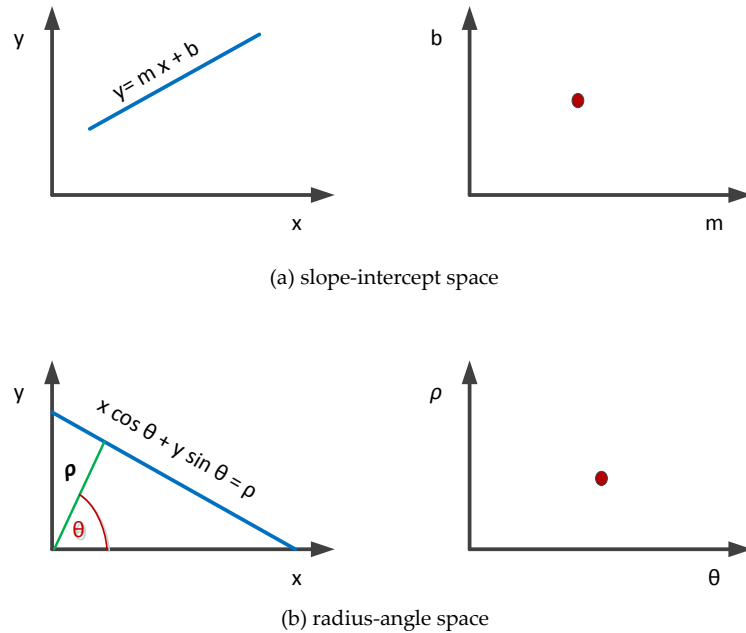 y
y= m x + b
x
b
m
(a) slope-intercept space
y
x cos θ + y sin θ = ρ
ρ
θ
x
ρ
θ
(b) radius-angle space